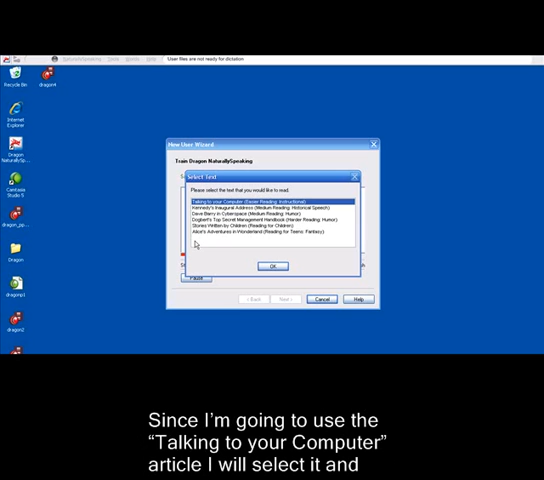 User files are not ready for dictation
Recycle Bin
dragon4
Internet
Explorer
Dragon
NaturallySp...
Camtasia
Studio 6
dragon_pp...
Dragon
dragonp1
dragon2
New User Wizard
Train Dragon NaturallySpeaking
Select Text
Please select the text that you would like to read.
Talking to your Computer (Easier Reading: Instructional)
Kennedy's Inaugural Address (Medium Reading: Historical Speech)
Dave Barry in Cyberspace (Medium Reading: Humor)
Dogbert's Top Secret Management Handbook (Harder Reading: Humor)
Stories Written by Children (Reading for Children)
Alice's Adventures in Wonderland (Reading for Teens: Fantasy)
OK
Pause
< Back
Next >
Cancel
Help
Since I'm going to use the
“Talking to your Computer”
article I will select it and